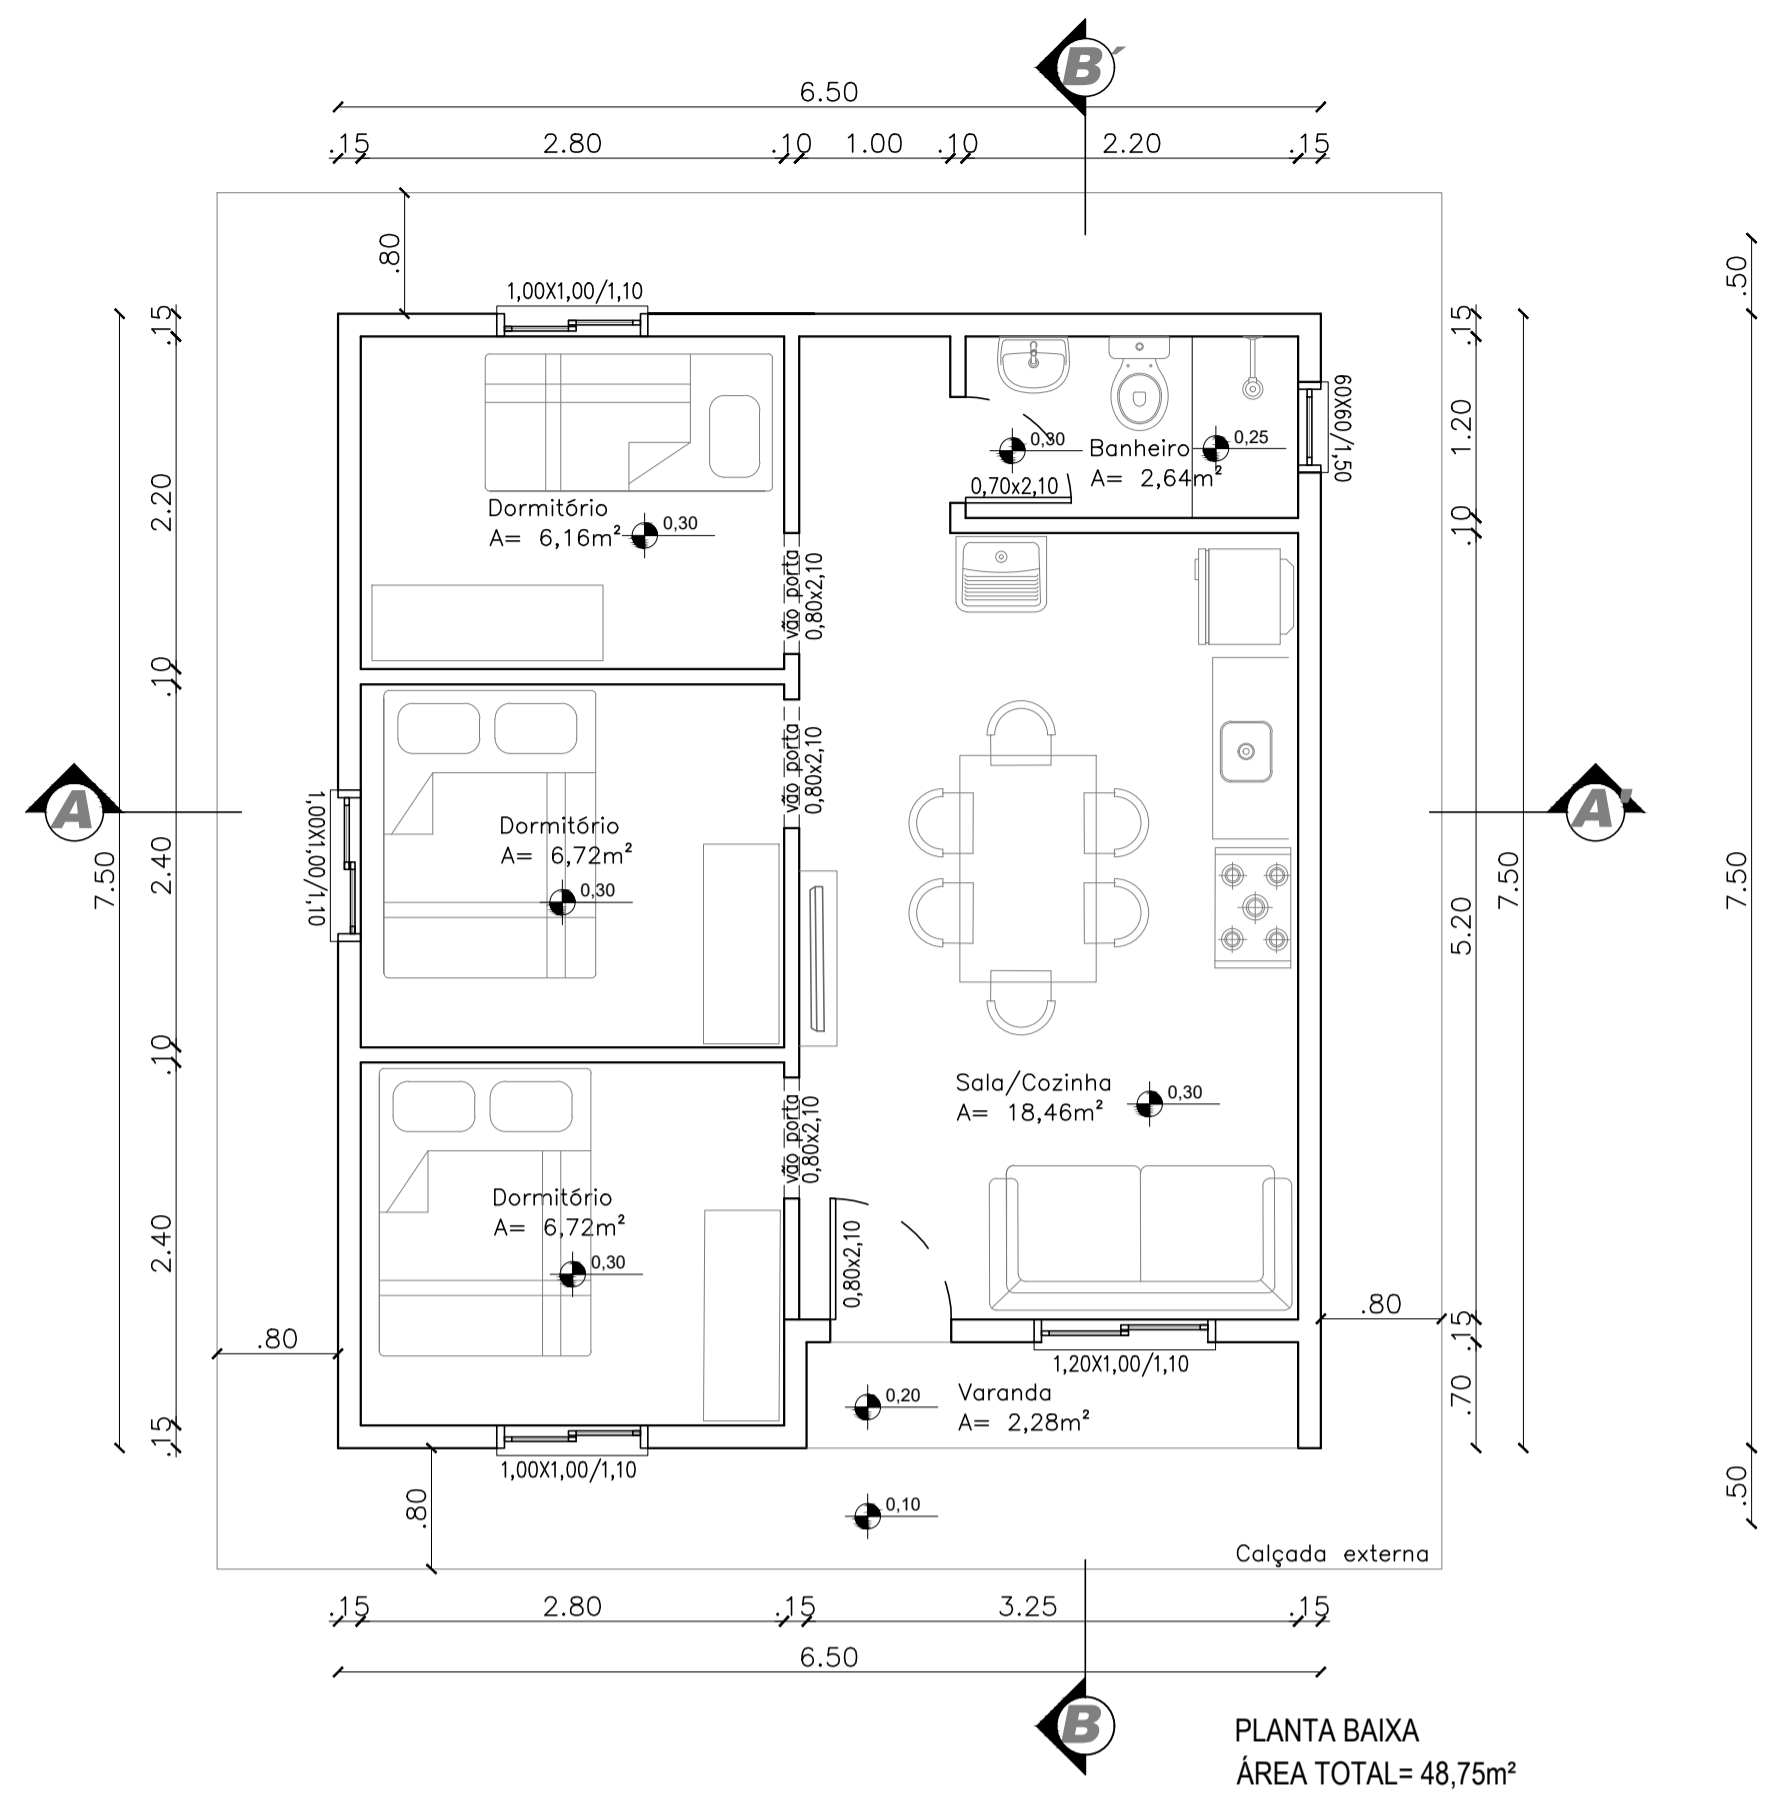 B´
6.50
.15
2.80
.10
1.00
.10
2.20
.15
.80
.50
1,00X1,00/1,10
.15
.15
60X60/1,50
1.20
0,30
Banheiro
A= 2,64m²
0,25
0,70x2,10
2.20
Dormitório
A= 6,16m²
0,30
.10
vão porta
0,80x2,10
.10
vão porta
0,80x2,10
A
A'
1,00X1,00/1,10
Dormitório
A= 6,72m²
0,30
7.50
2.40
5.20
7.50
7.50
.10
Sala/Cozinha
A= 18,46m²
0,30
vão porta
0,80x2,10
Dormitório
A= 6,72m²
0,30
2.40
0,80x2,10
.80
.80
.15
1,20X1,00/1,10
0,20
Varanda
A= 2,28m²
.70
.15
1,00X1,00/1,10
.80
0,10
.50
Calçada externa
.15
2.80
.15
3.25
.15
6.50
B
PLANTA BAIXA
ÁREA TOTAL= 48,75m²